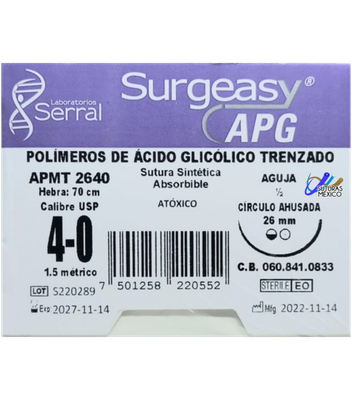 Laboratorios
Serral
Surgeasy®
APG
POLÍMEROS DE ÁCIDO GLICÓLICO TRENZADO
APMT 2640
Hebra: 70 cm
Calibre USP
4-0
1.5 métrico
Sutura Sintética
Absorbible
ATÓXICO
AGUJA
½
CÍRCULO AHUSADA
26 mm
SUTURAS
MÉXICO
C.B. 060.841.0833
LOT S220289
7 501258 220552
STERILE EO
Exp 2027-11-14
Mfg 2022-11-14